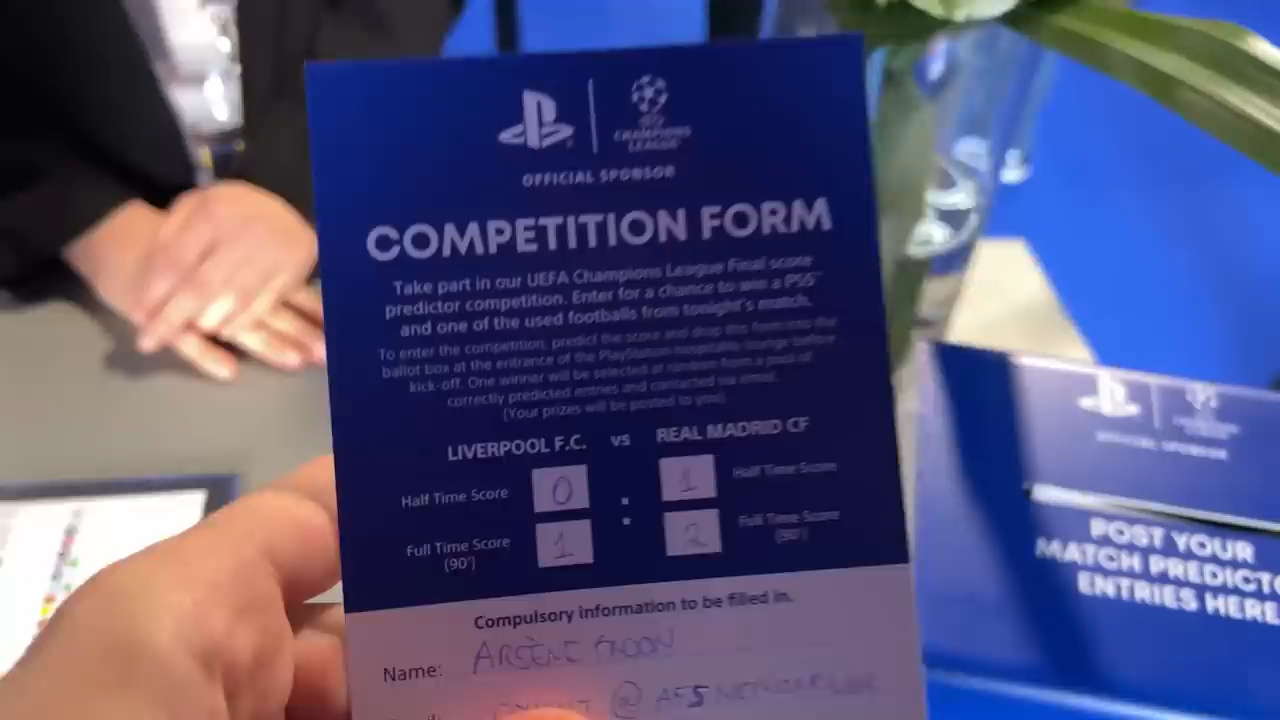 CHAMPIONS
LEAGUE
OFFICIAL SPONSOR
COMPETITION FORM
Take part in our UEFA Champions League Final score
predictor competition. Enter for a chance to win a PS5™
and one of the used footballs from tonight's match.
To enter the competition, predict the score and drop this form into the
ballot box at the entrance of the PlayStation hospitality lounge before
kick-off. One winner will be selected at random from a pool of
correctly predicted entries and contacted via email.
(Your prizes will be posted to you)
LIVERPOOL F.C. vs REAL MADRID CF
Half Time Score 0 : 1 Half Time Score
Full Time Score 1 2 Full Time Score
(90') (90')
Compulsory information to be filled in.
Name: ARSÈNE
@
OFFICIAL SPONSOR
POST YOUR
MATCH PREDICTO
ENTRIES HERE